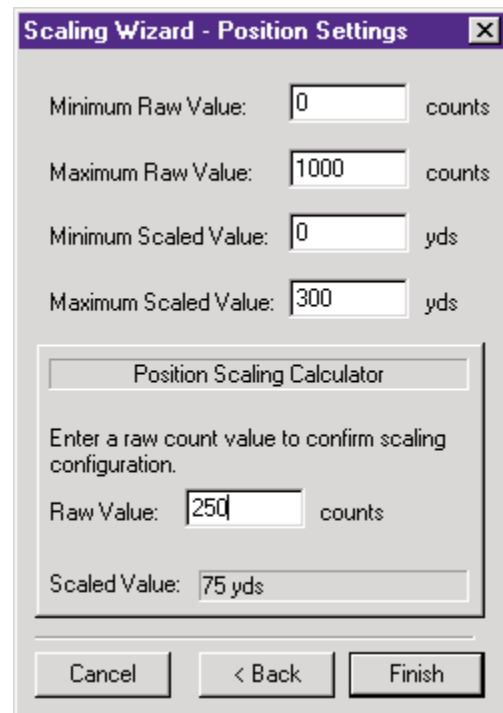 Scaling Wizard - Position Settings
Minimum Raw Value: 0 counts
Maximum Raw Value: 1000 counts
Minimum Scaled Value: 0 yds
Maximum Scaled Value: 300 yds
Position Scaling Calculator
Enter a raw count value to confirm scaling
configuration.
Raw Value: 250 counts
Scaled Value: 75 yds
Cancel < Back Finish